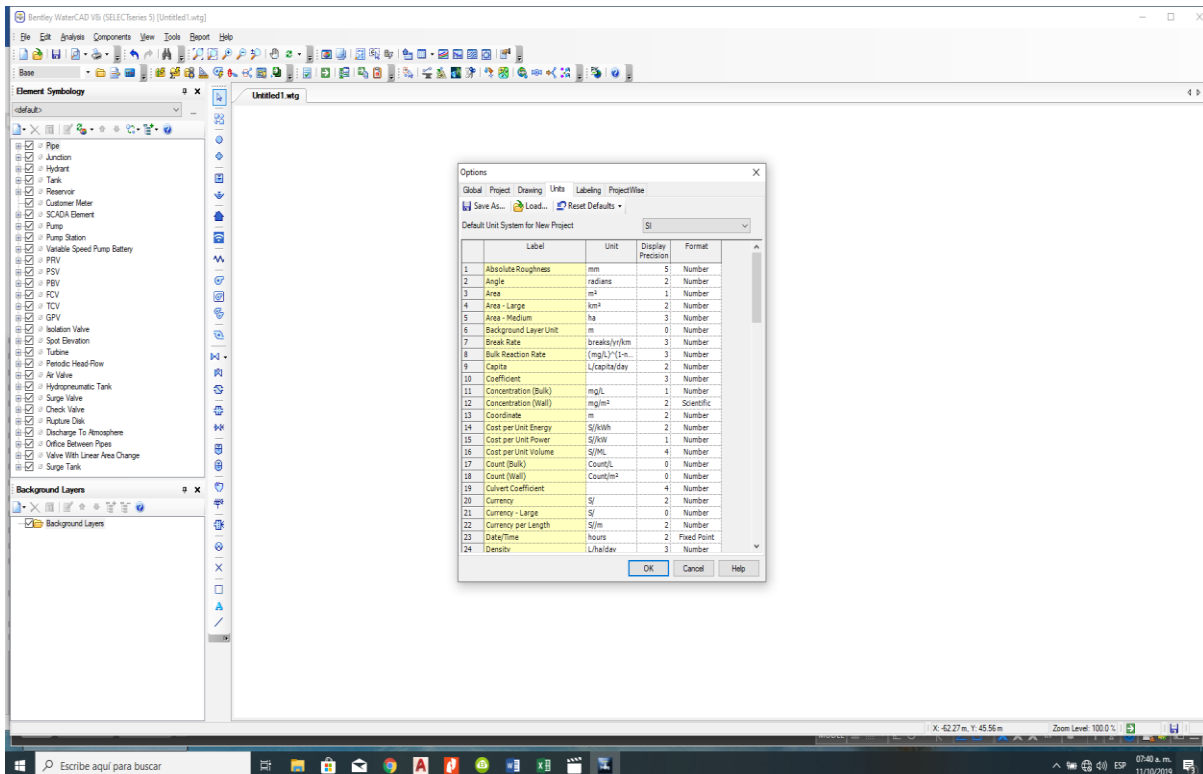 Bentley WaterCAD V8i (SELECTseries 5) [Untitled1.wtg]
File Edit Analysis Components View Tools Report Help
Base
Element Symbology
<default>
Pipe
Junction
Hydrant
Tank
Reservoir
Customer Meter
SCADA Element
Pump
Pump Station
Variable Speed Pump Battery
PRV
PSV
PBV
FCV
TCV
GPV
Isolation Valve
Spot Elevation
Turbine
Periodic Head-Flow
Air Valve
Hydropneumatic Tank
Surge Valve
Check Valve
Rupture Disk
Discharge To Atmosphere
Orifice Between Pipes
Valve With Linear Area Change
Surge Tank
Background Layers
Background Layers
Untitled1.wtg
Options
Global Project Drawing Units Labeling ProjectWise
Save As... Load... Reset Defaults
Default Unit System for New Project SI
Label Unit Display Precision Format
1 Absolute Roughness mm 5 Number
2 Angle radians 2 Number
3 Area m² 1 Number
4 Area - Large km² 2 Number
5 Area - Medium ha 3 Number
6 Background Layer Unit m 0 Number
7 Break Rate breaks/yr/km 3 Number
8 Bulk Reaction Rate (mg/L)^(1-n... 3 Number
9 Capita L/capita/day 2 Number
10 Coefficient 3 Number
11 Concentration (Bulk) mg/L 1 Number
12 Concentration (Wall) mg/m² 2 Scientific
13 Coordinate m 2 Number
14 Cost per Unit Energy S//kWh 2 Number
15 Cost per Unit Power S//kW 1 Number
16 Cost per Unit Volume S//ML 4 Number
17 Count (Bulk) Count/L 0 Number
18 Count (Wall) Count/m² 0 Number
19 Culvert Coefficient 4 Number
20 Currency S/ 2 Number
21 Currency - Large S/ 0 Number
22 Currency per Length S//m 2 Number
23 Date/Time hours 2 Fixed Point
24 Density L/ha/day 3 Number
OK Cancel Help
X: -62.27 m, Y: 45.56 m Zoom Level: 100.0 %
Escribe aquí para buscar
ESP
07:40 a. m.
11/10/2019